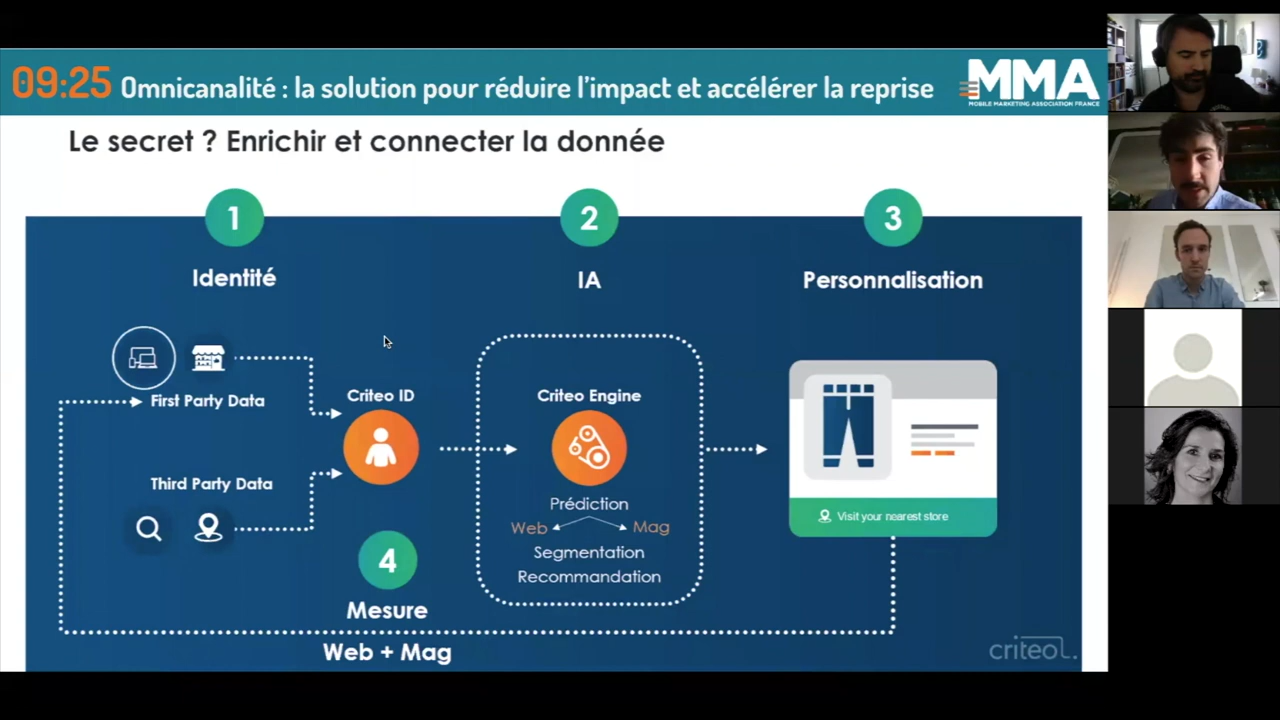 09:25 Omnicanalité : la solution pour réduire l'impact et accélérer la reprise
MMA
MOBILE MARKETING ASSOCIATION FRANCE
Le secret ? Enrichir et connecter la donnée
1
Identité
2
IA
3
Personnalisation
First Party Data
Third Party Data
Criteo ID
Criteo Engine
Prédiction
Web Mag
Segmentation
Recommandation
Visit your nearest store
4
Mesure
Web + Mag
criteo